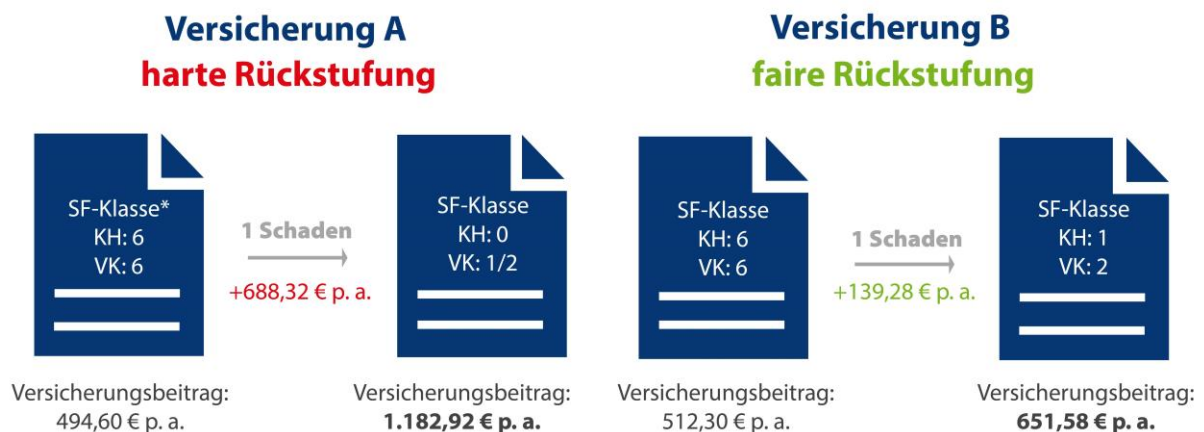 Versicherung A
harte Rückstufung
SF-Klasse*
KH: 6
VK: 6
1 Schaden
+688,32 € p. a.
SF-Klasse
KH: 0
VK: 1/2
Versicherungsbeitrag:
494,60 € p. a.
Versicherungsbeitrag:
1.182,92 € p. a.
Versicherung B
faire Rückstufung
SF-Klasse
KH: 6
VK: 6
1 Schaden
+139,28 € p. a.
SF-Klasse
KH: 1
VK: 2
Versicherungsbeitrag:
512,30 € p. a.
Versicherungsbeitrag:
651,58 € p. a.